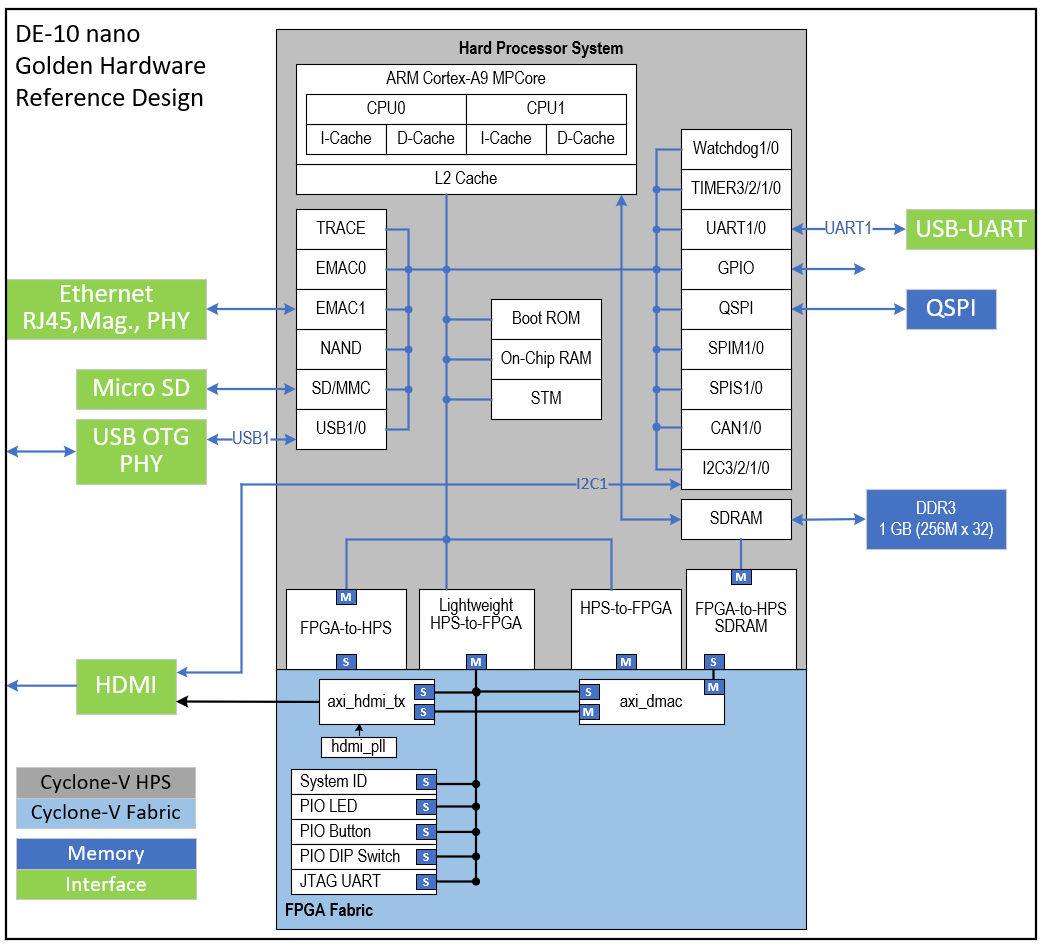 DE-10 nano
Golden Hardware
Reference Design
Hard Processor System
ARM Cortex-A9 MPCore
CPU0
CPU1
I-Cache
D-Cache
I-Cache
D-Cache
L2 Cache
TRACE
EMAC0
EMAC1
NAND
SD/MMC
USB1/0
Boot ROM
On-Chip RAM
STM
Watchdog1/0
TIMER3/2/1/0
UART1/0
GPIO
QSPI
SPIM1/0
SPIS1/0
CAN1/0
I2C3/2/1/0
SDRAM
UART1
USB-UART
QSPI
DDR3
1 GB (256M x 32)
Ethernet
RJ45,Mag., PHY
Micro SD
USB OTG
PHY
USB1
I2C1
HDMI
M
FPGA-to-HPS
S
Lightweight
HPS-to-FPGA
M
HPS-to-FPGA
M
M
FPGA-to-HPS
SDRAM
S
axi_hdmi_tx
S
S
hdmi_pll
S
M
axi_dmac
M
System ID
S
PIO LED
S
PIO Button
S
PIO DIP Switch
S
JTAG UART
S
FPGA Fabric
Cyclone-V HPS
Cyclone-V Fabric
Memory
Interface